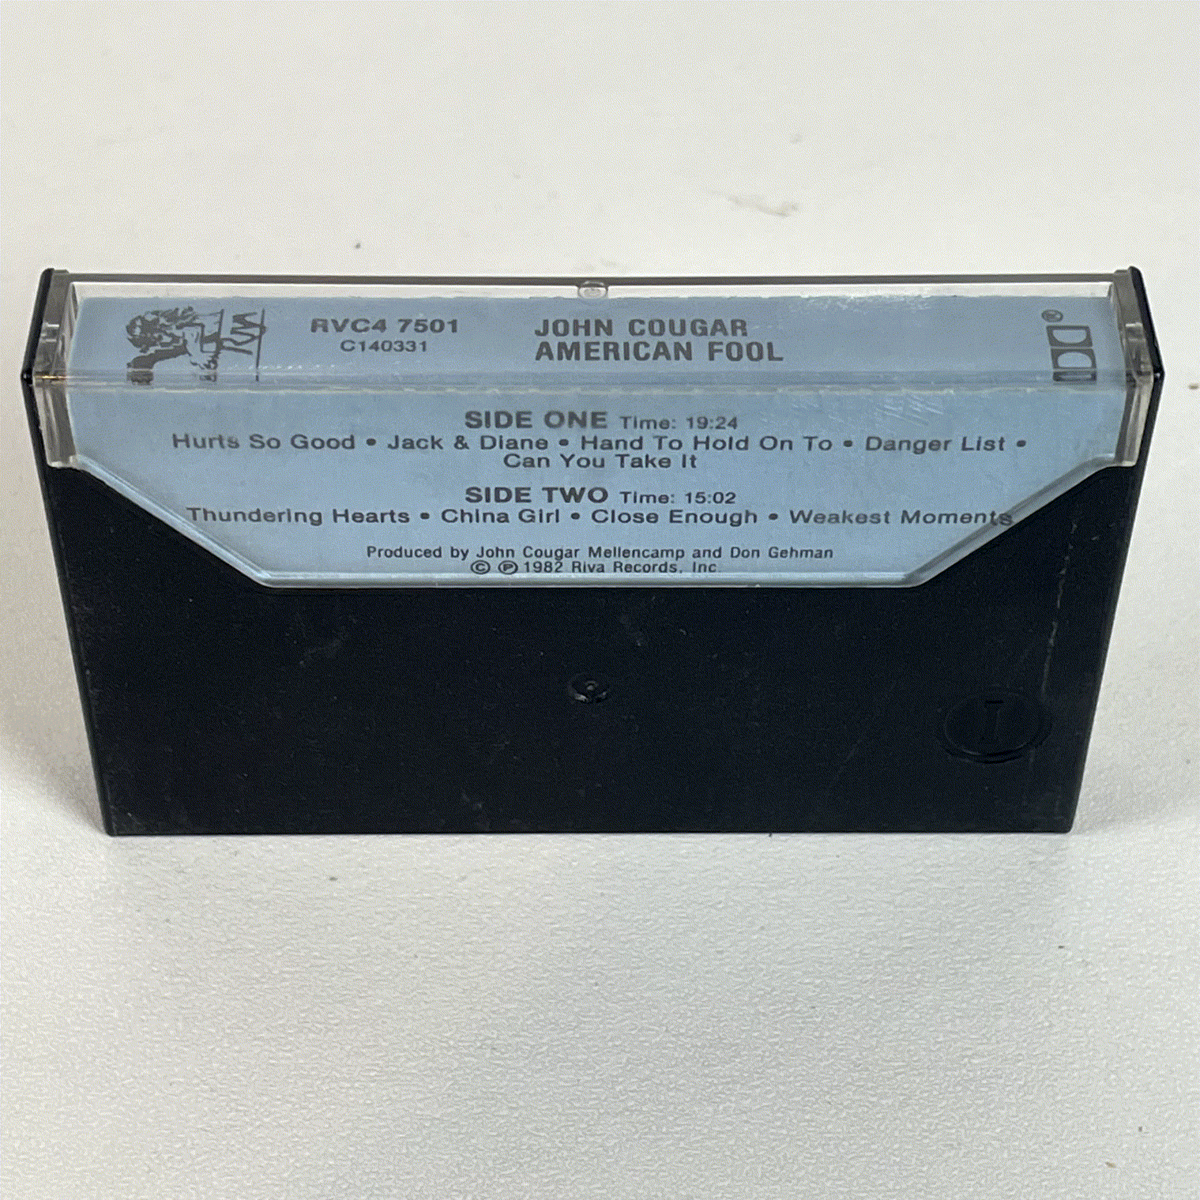 RIVA
RVC4 7501
C140331
JOHN COUGAR
AMERICAN FOOL
®
SIDE ONE Time: 19:24
Hurts So Good • Jack & Diane • Hand To Hold On To • Danger List •
Can You Take It
SIDE TWO Time: 15:02
Thundering Hearts • China Girl • Close Enough • Weakest Moments
Produced by John Cougar Mellencamp and Don Gehman
© ℗ 1982 Riva Records, Inc.
I